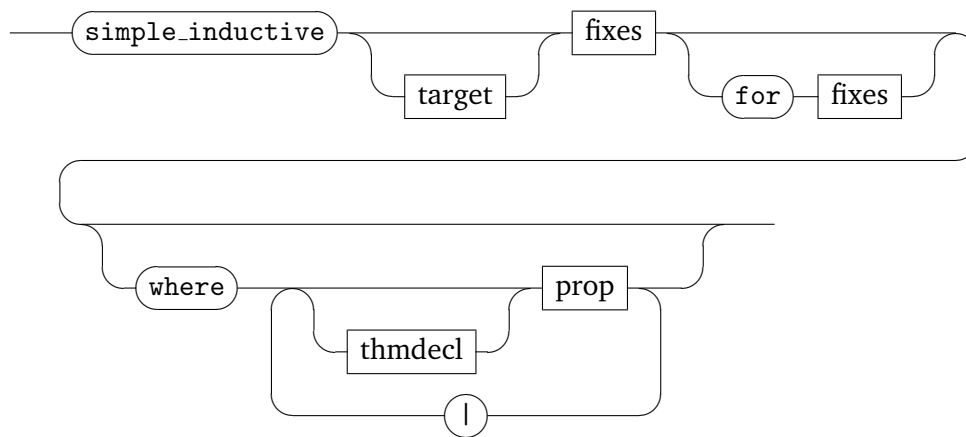 simple_inductive fixes
target for fixes
where prop
thmdecl
|